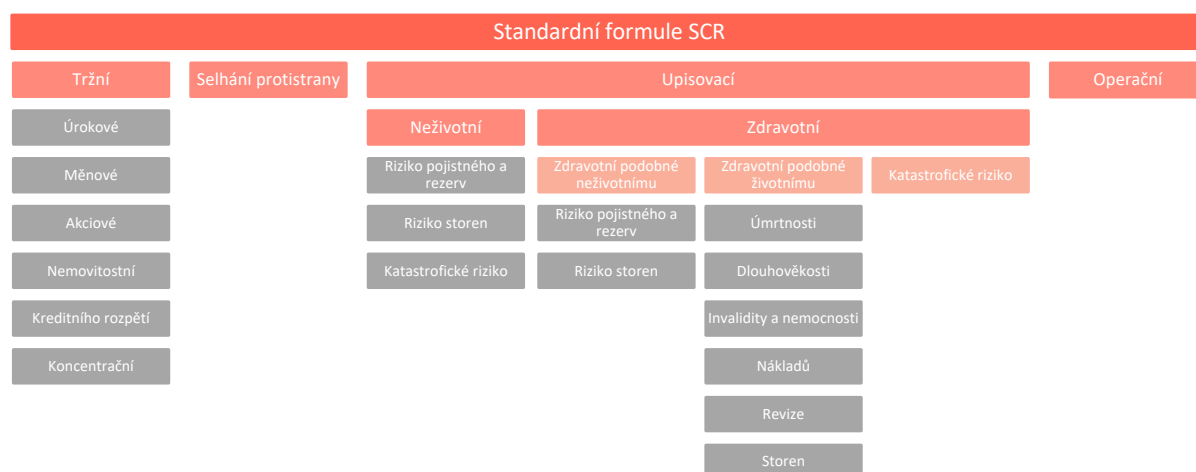 Standardní formule SCR
Tržní
Selhání protistrany
Upisovací
Operační
Úrokové
Neživotní
Zdravotní
Měnové
Riziko pojistného a
rezerv
Zdravotní podobné
neživotnímu
Zdravotní podobné
životnímu
Katastrofické riziko
Akciové
Riziko storen
Riziko pojistného a
rezerv
Úmrtnosti
Nemovitostní
Katastrofické riziko
Riziko storen
Dlouhověkosti
Kreditního rozpětí
Invalidity a nemocnosti
Koncentrační
Nákladů
Revize
Storen